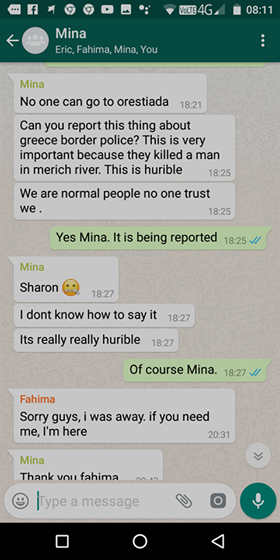 VoLTE 4G 08:11
Mina
Eric, Fahima, Mina, You
Mina
No one can go to orestiada
18:21
Can you report this thing about
greece border police? This is very
important because they killed a man
in merich river. This is hurible
18:25
We are normal people no one trust
we .
18:25
Yes Mina. It is being reported 18:25
Mina
Sharon 🤕
18:27
I dont know how to say it 18:27
Its really really hurible 18:27
Of course Mina. 18:27
Fahima
Sorry guys, i was away. if you need
me, I'm here
20:31
Mina
Thank you fahima
Type a message